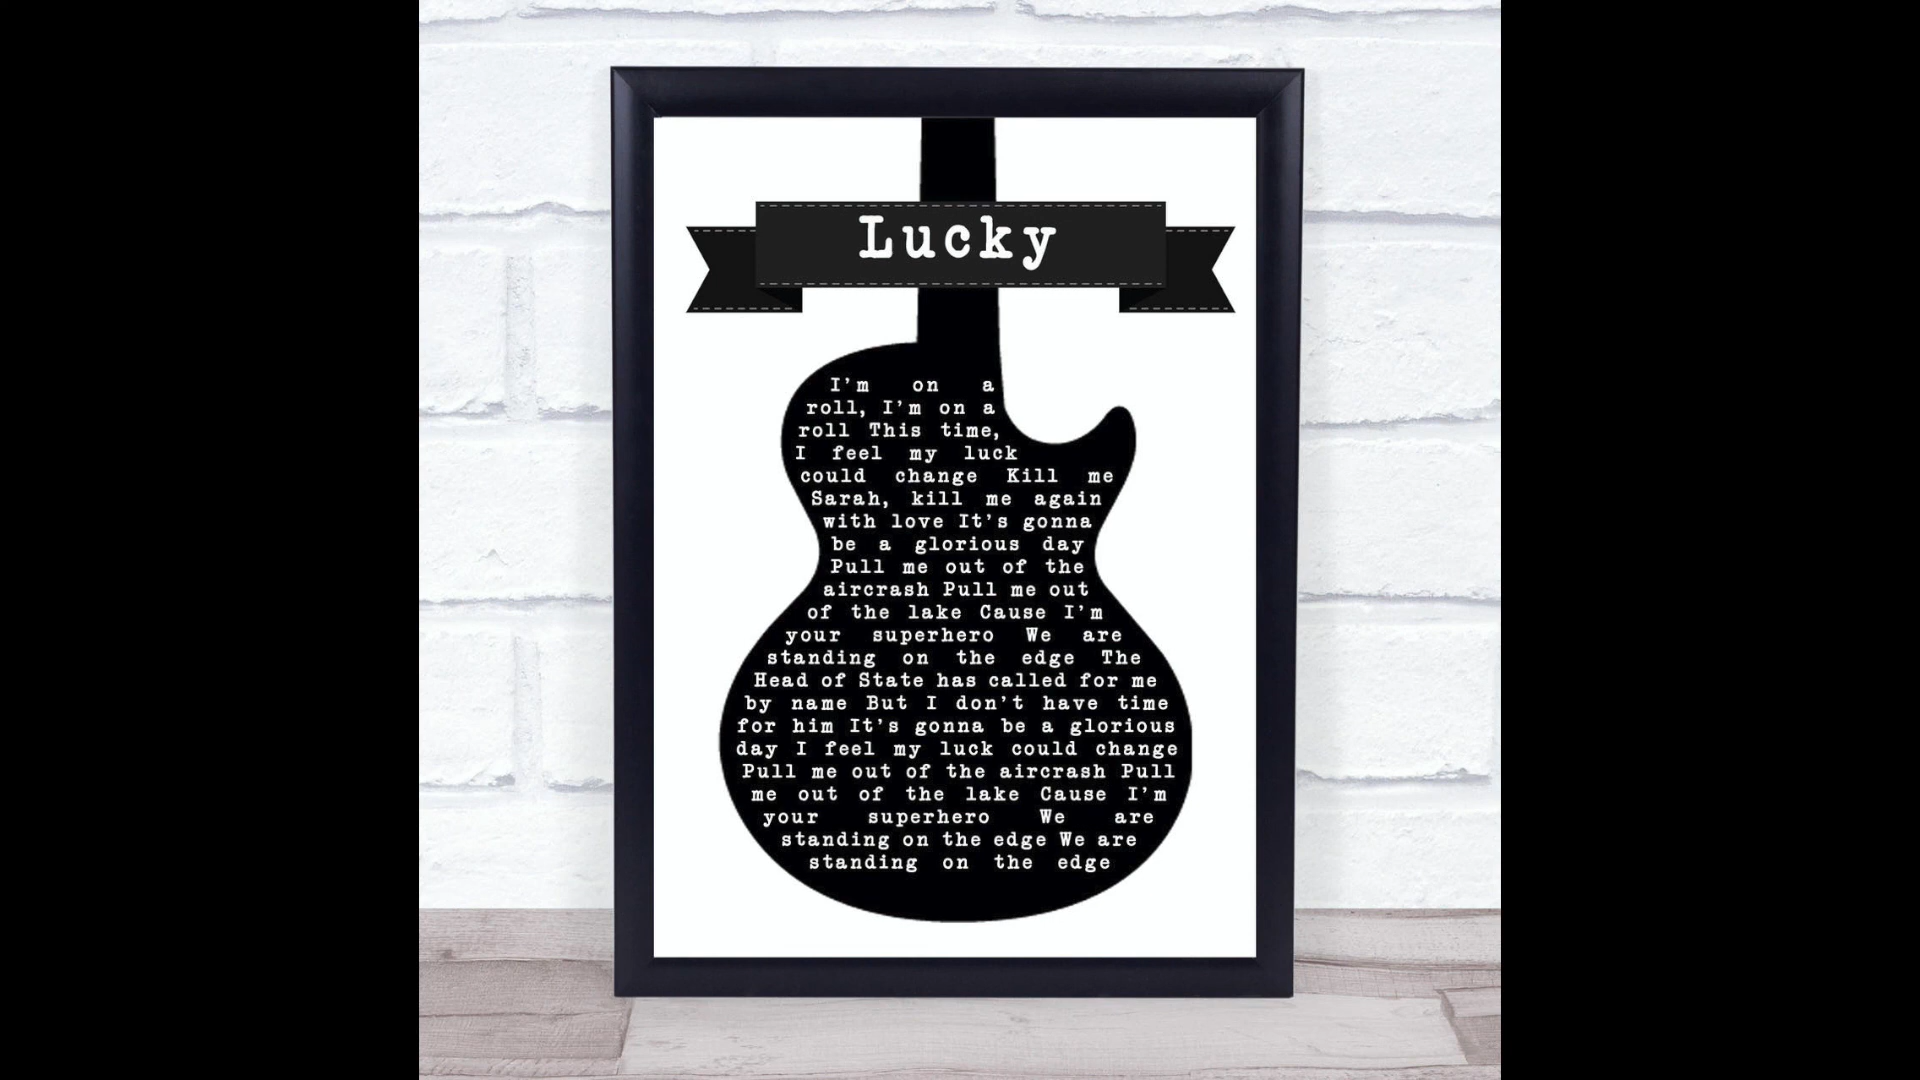 Lucky
I'm on a
roll, I'm on a
roll This time,
I feel my luck
could change Kill me
Sarah, kill me again
with love It's gonna
be a glorious day
Pull me out of the
aircrash Pull me out
of the lake Cause I'm
your superhero We are
standing on the edge The
Head of State has called for me
by name But I don't have time
for him It's gonna be a glorious
day I feel my luck could change
Pull me out of the aircrash Pull
me out of the lake Cause I'm
your superhero We are
standing on the edge We are
standing on the edge